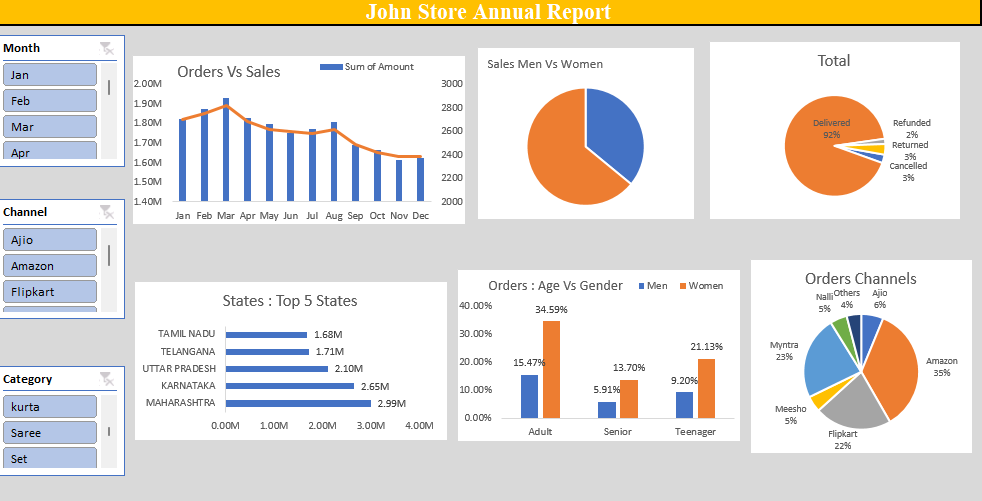 John Store Annual Report
Month
Jan
Feb
Mar
Apr
Channel
Ajio
Amazon
Flipkart
Category
kurta
Saree
Set
Orders Vs Sales
Sum of Amount
2.00M
1.90M
1.80M
1.70M
1.60M
1.50M
1.40M
3000
2800
2600
2400
2200
2000
Jan Feb Mar Apr May Jun Jul Aug Sep Oct Nov Dec
Sales Men Vs Women
Total
Delivered
92%
Refunded
2%
Returned
3%
Cancelled
3%
States : Top 5 States
TAMIL NADU 1.68M
TELANGANA 1.71M
UTTAR PRADESH 2.10M
KARNATAKA 2.65M
MAHARASHTRA 2.99M
0.00M 1.00M 2.00M 3.00M 4.00M
Orders : Age Vs Gender
Men Women
40.00%
30.00%
20.00%
10.00%
0.00%
15.47% 34.59%
5.91% 13.70%
9.20% 21.13%
Adult Senior Teenager
Orders Channels
Ajio
6%
Amazon
35%
Flipkart
22%
Meesho
5%
Myntra
23%
Nalli
5%
Others
4%